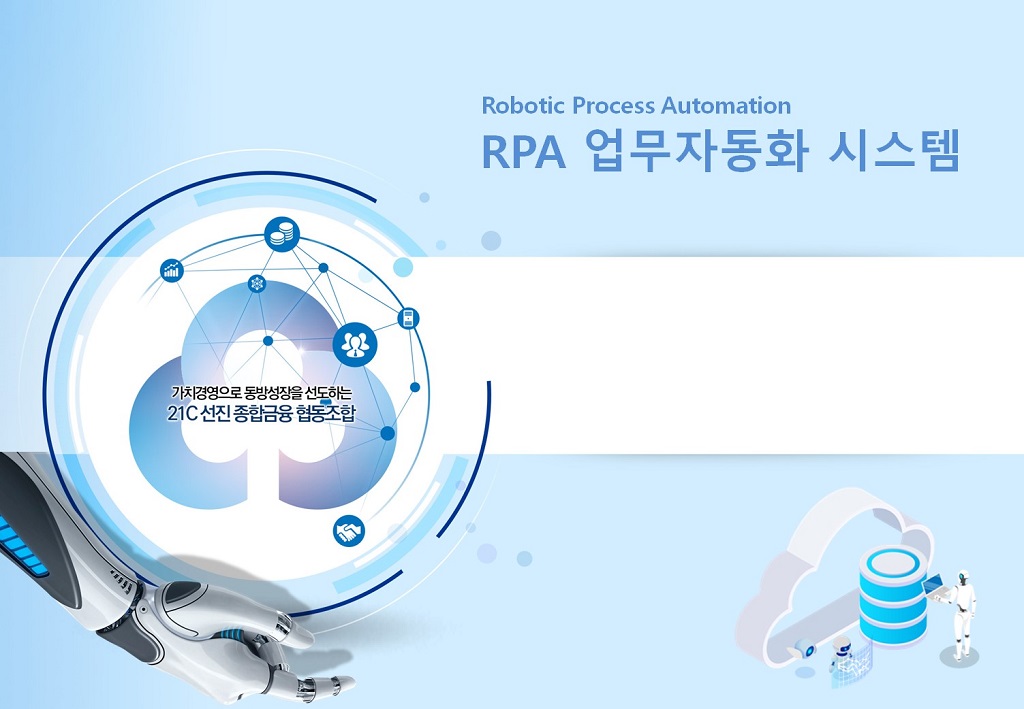 Robotic Process Automation
RPA 업무자동화 시스템
가치경영으로 동방성장을 선도하는
21C 선진 종합금융 협동조합